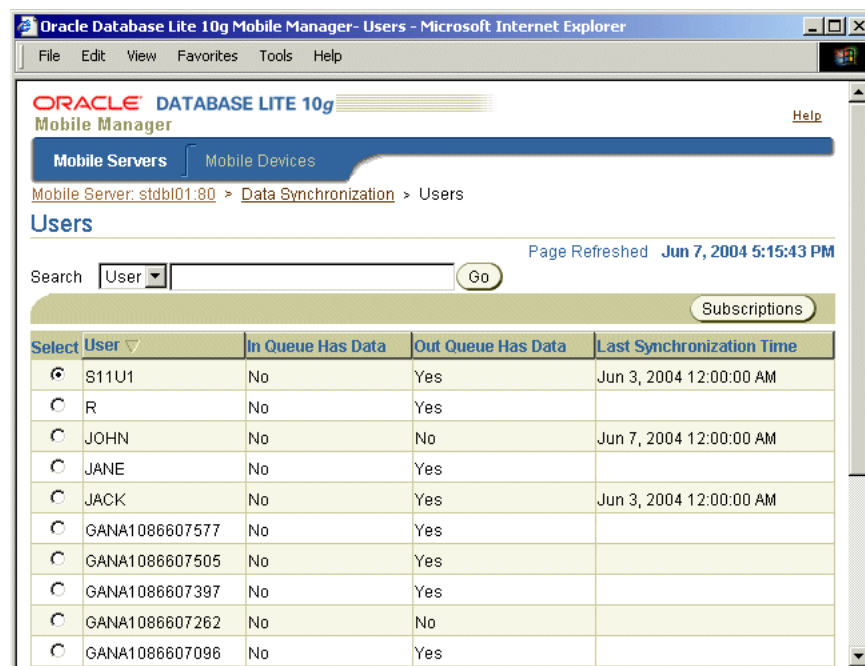 Oracle Database Lite 10g Mobile Manager- Users - Microsoft Internet Explorer
File Edit View Favorites Tools Help
ORACLE DATABASE LITE 10g
Mobile Manager
Help
Mobile Servers Mobile Devices
Mobile Server: stdbl01:80 > Data Synchronization > Users
Users
Page Refreshed Jun 7, 2004 5:15:43 PM
Search User Go
Subscriptions
Select User In Queue Has Data Out Queue Has Data Last Synchronization Time
S11U1 No Yes Jun 3, 2004 12:00:00 AM
R No Yes
JOHN No No Jun 7, 2004 12:00:00 AM
JANE No Yes
JACK No Yes Jun 3, 2004 12:00:00 AM
GANA1086607577 No Yes
GANA1086607505 No Yes
GANA1086607397 No Yes
GANA1086607262 No No
GANA1086607096 No Yes